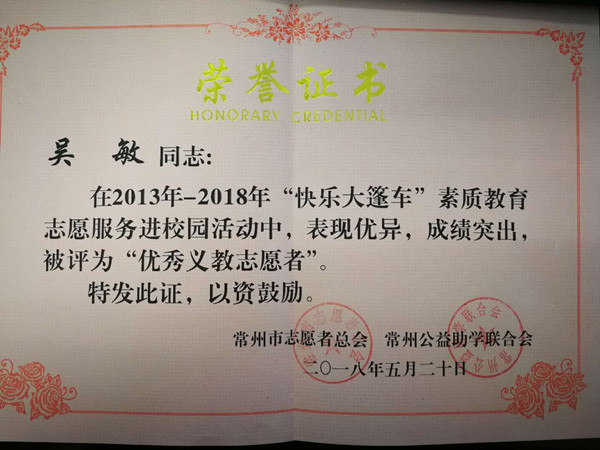 荣誉证书
HONORARY CREDENTIAL
吴 敏 同志:
在2013年-2018年“快乐大篷车”素质教育
志愿服务进校园活动中，表现优异，成绩突出，
被评为“优秀义教志愿者”。
特发此证，以资鼓励。
常州市志愿者总会 常州公益助学联合会
二〇一八年五月二十日